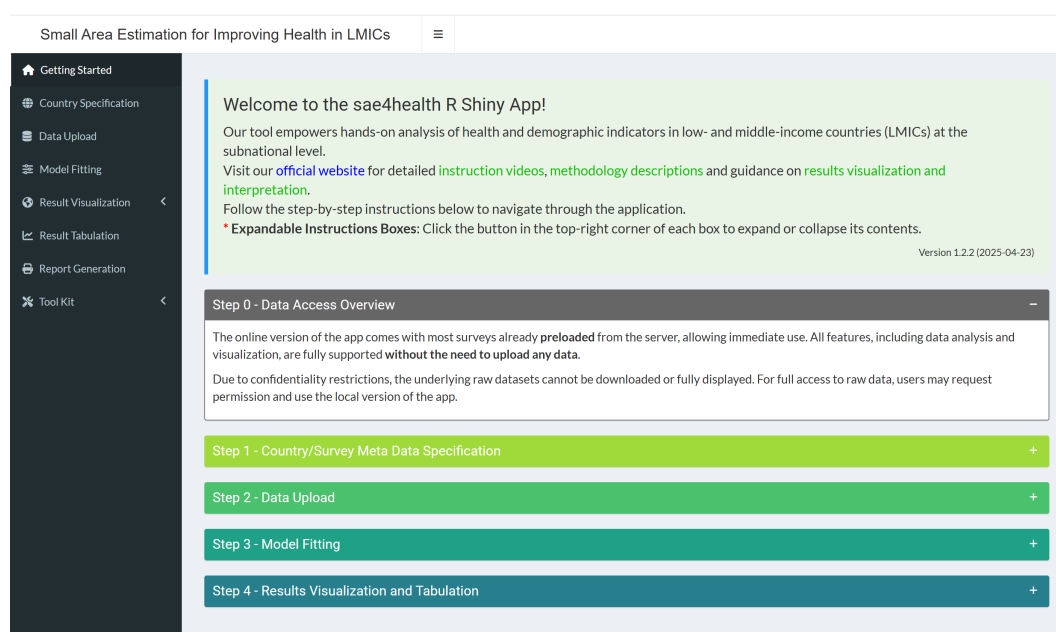 Small Area Estimation for Improving Health in LMICs
Getting Started
Country Specification
Data Upload
Model Fitting
Result Visualization
Result Tabulation
Report Generation
Tool Kit
Welcome to the sae4health R Shiny App!
Our tool empowers hands-on analysis of health and demographic indicators in low- and middle-income countries (LMICs) at the
subnational level.
Visit our official website for detailed instruction videos, methodology descriptions and guidance on results visualization and
interpretation.
Follow the step-by-step instructions below to navigate through the application.
* Expandable Instructions Boxes: Click the button in the top-right corner of each box to expand or collapse its contents.
Version 1.2.2 (2025-04-23)
Step 0 - Data Access Overview
The online version of the app comes with most surveys already preloaded from the server, allowing immediate use. All features, including data analysis and
visualization, are fully supported without the need to upload any data.
Due to confidentiality restrictions, the underlying raw datasets cannot be downloaded or fully displayed. For full access to raw data, users may request
permission and use the local version of the app.
Step 1 - Country/Survey Meta Data Specification
Step 2 - Data Upload
Step 3 - Model Fitting
Step 4 - Results Visualization and Tabulation